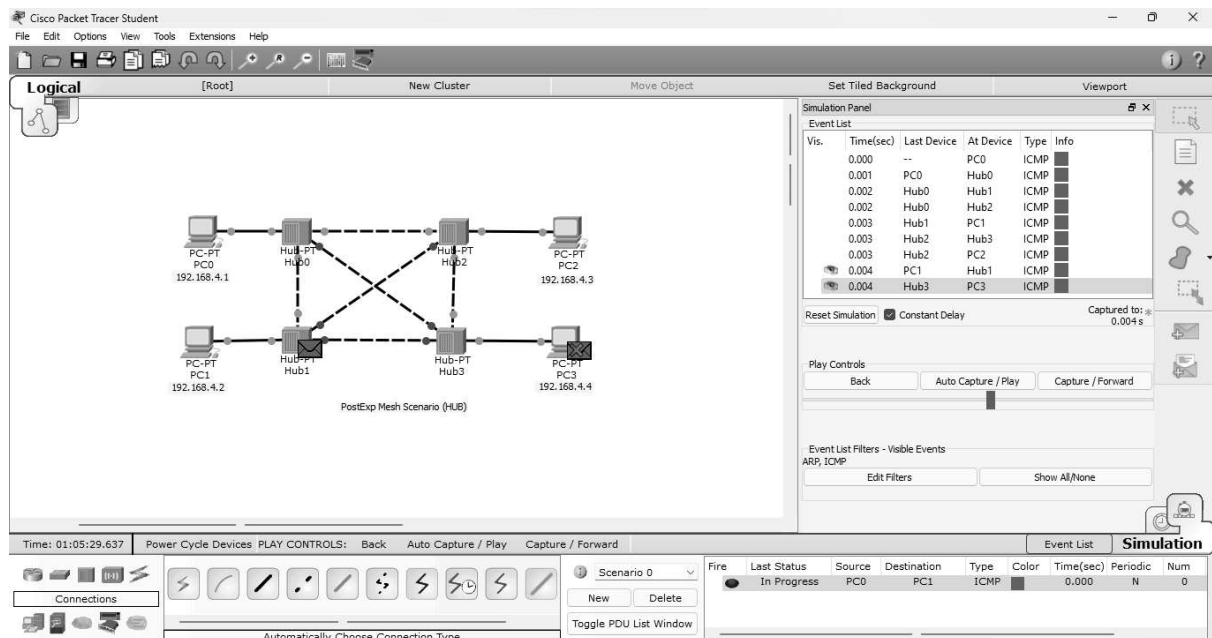 Cisco Packet Tracer Student
File Edit Options View Tools Extensions Help
Logical [Root] New Cluster Move Object Set Tiled Background Viewport
Simulation Panel
Event List
Vis. Time(sec) Last Device At Device Type Info
0.000 -- PC0 ICMP
0.001 PC0 Hub0 ICMP
0.002 Hub0 Hub1 ICMP
0.002 Hub0 Hub2 ICMP
0.003 Hub1 PC1 ICMP
0.003 Hub2 Hub3 ICMP
0.003 Hub2 PC2 ICMP
0.004 PC1 Hub1 ICMP
0.004 Hub3 PC3 ICMP
Reset Simulation Constant Delay Captured to: *
0.004 s
Play Controls
Back Auto Capture / Play Capture / Forward
Event List Filters - Visible Events
ARP, ICMP
Edit Filters Show All/None
PC-PT
PC0
192.168.4.1
Hub-PT
Hub0
Hub-PT
Hub2
PC-PT
PC2
192.168.4.3
PC-PT
PC1
192.168.4.2
Hub-PT
Hub1
Hub-PT
Hub3
PC-PT
PC3
192.168.4.4
PostExp Mesh Scenario (HUB)
Time: 01:05:29.637 Power Cycle Devices PLAY CONTROLS: Back Auto Capture / Play Capture / Forward Event List Simulation
Connections
Automatically Choose Connection Type
Scenario 0
New Delete
Toggle PDU List Window
Fire Last Status Source Destination Type Color Time(sec) Periodic Num
In Progress PC0 PC1 ICMP 0.000 N 0